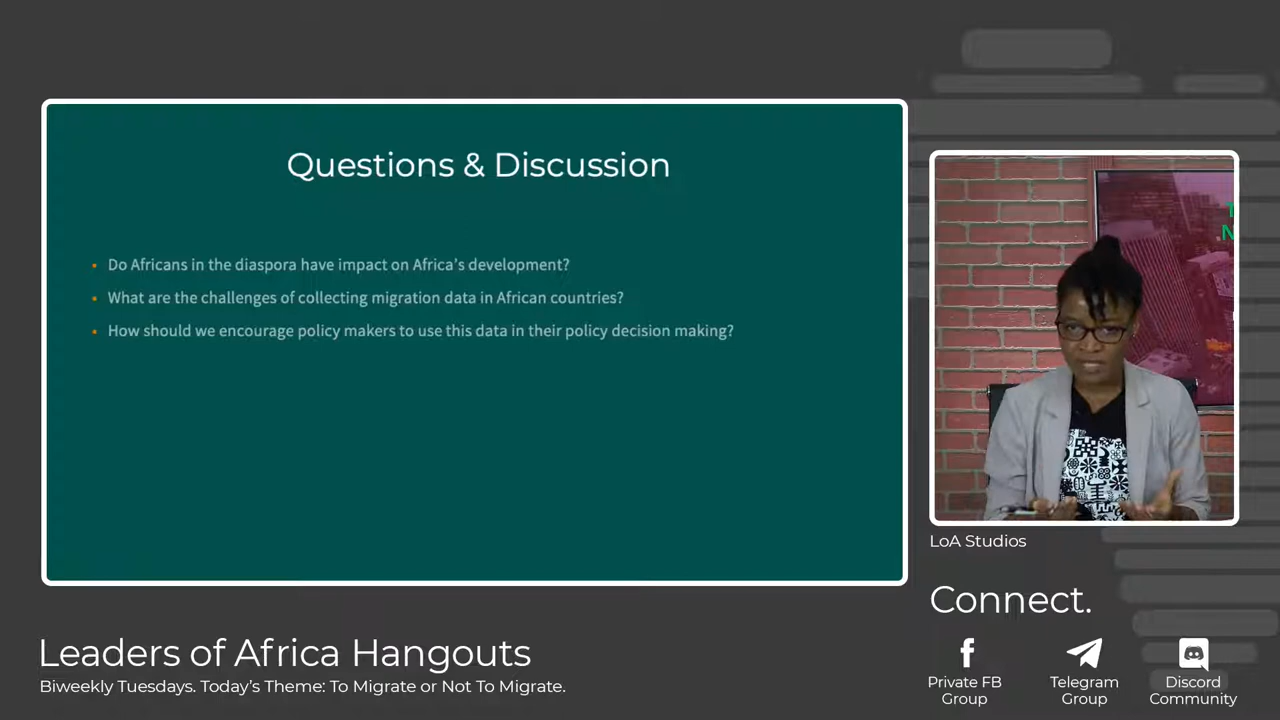 Questions & Discussion
Do Africans in the diaspora have impact on Africa's development?
What are the challenges of collecting migration data in African countries?
How should we encourage policy makers to use this data in their policy decision making?
LoA Studios
Connect.
Private FB
Group
Telegram
Group
Discord
Community
Leaders of Africa Hangouts
Biweekly Tuesdays. Today's Theme: To Migrate or Not To Migrate.